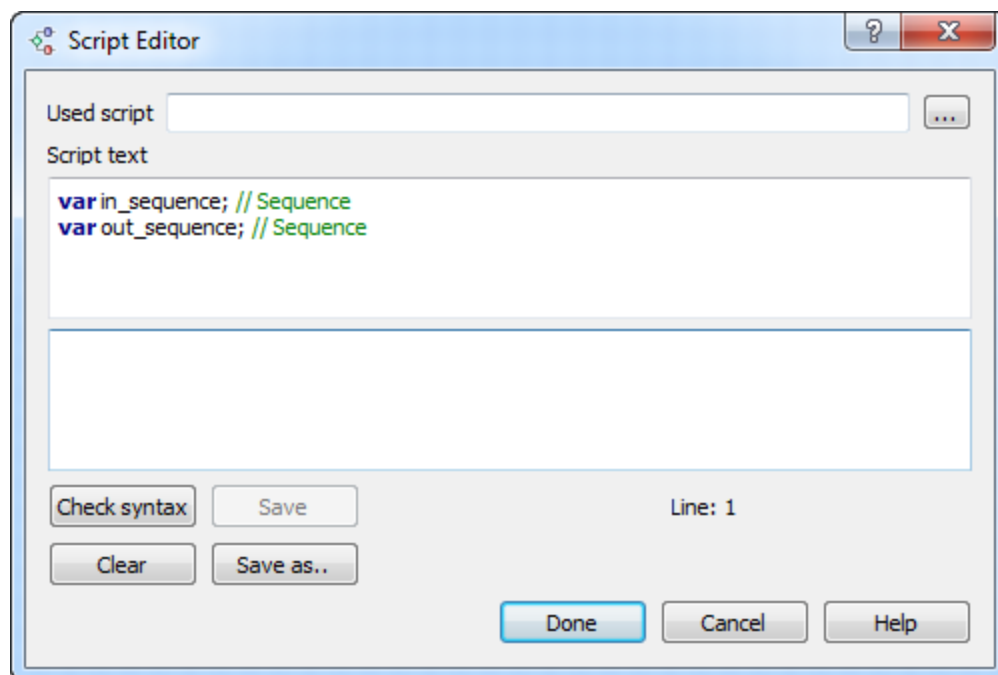 Script Editor
Used script
...
Script text
var in_sequence; // Sequence
var out_sequence; // Sequence
Check syntax
Save
Line: 1
Clear
Save as..
Done
Cancel
Help